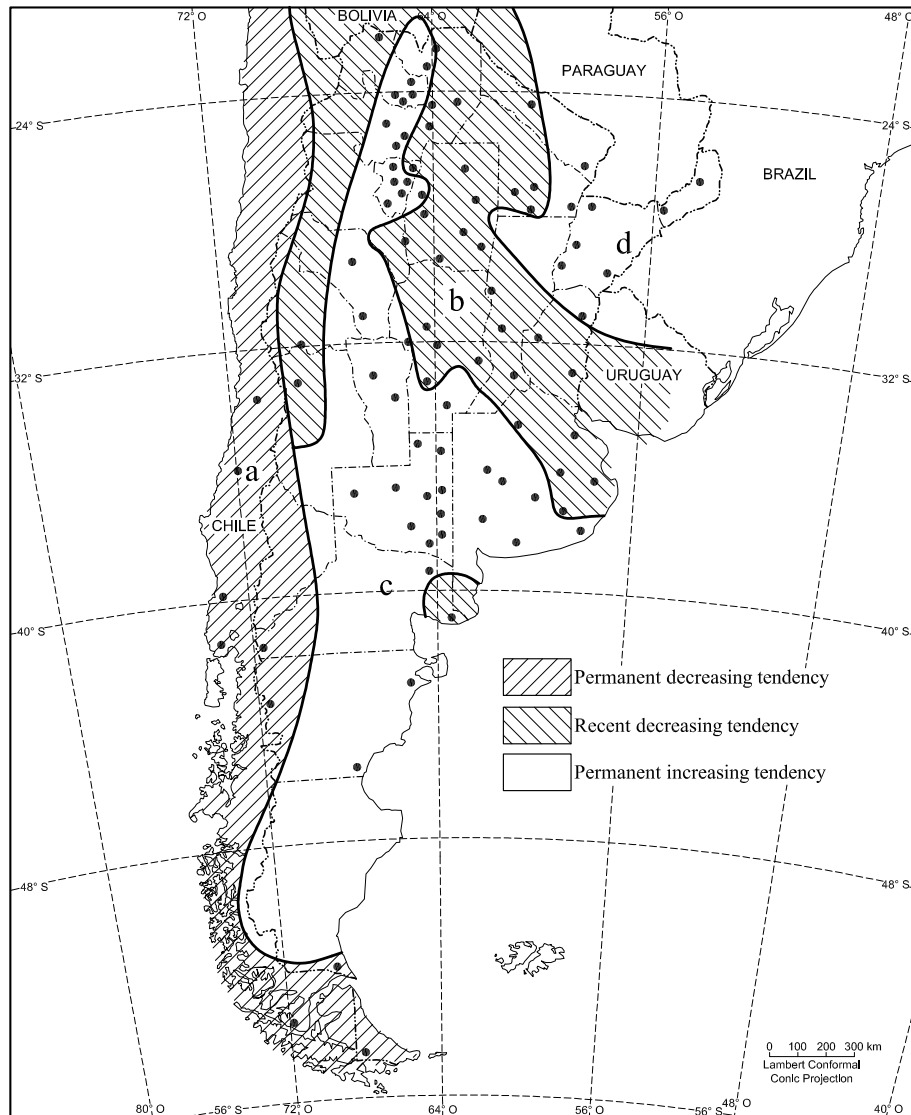 72° O
BOLIVIA
64° O
56° O
48° O
PARAGUAY
24° S
24° S
BRAZIL
d
b
32° S
32° S
URUGUAY
a
CHILE
c
40° S
40° S
Permanent decreasing tendency
Recent decreasing tendency
Permanent increasing tendency
48° S
48° S
0 100 200 300 km
Lambert Conformal
Conic Projection
80° O
72° O
64° O
56° O
56° S
48° O
56° S
40° O